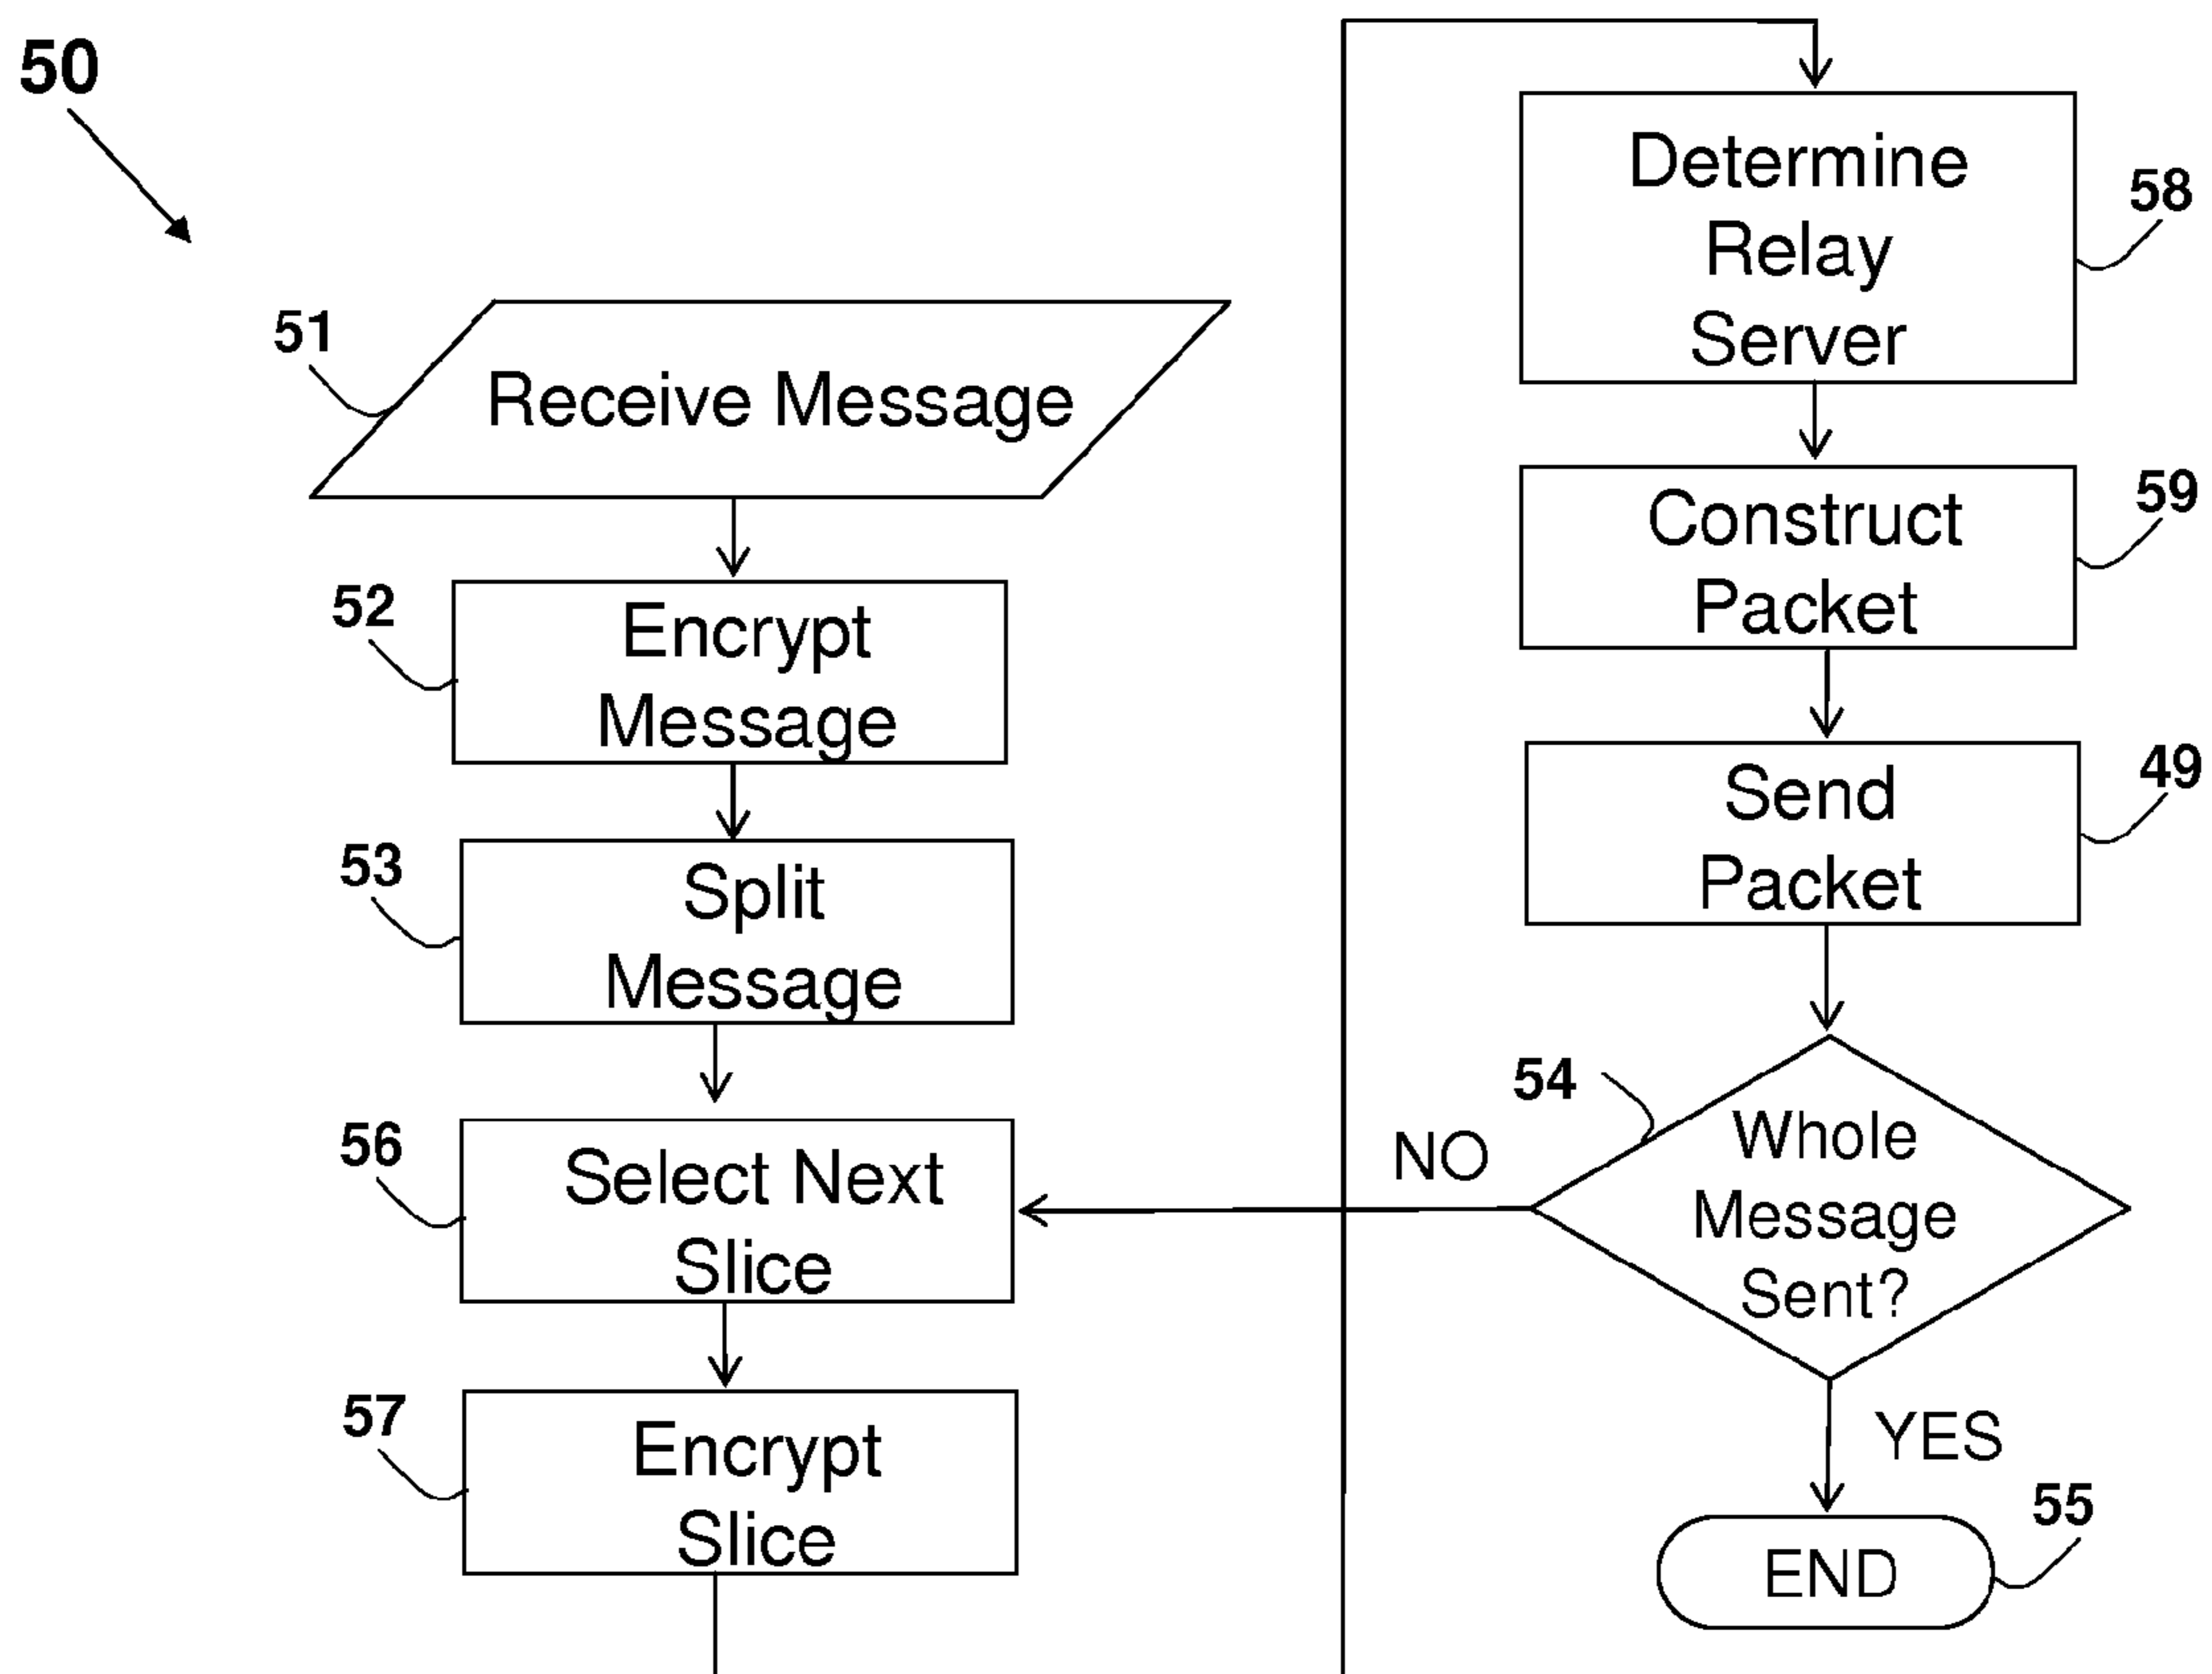 50
51
Receive Message
52
Encrypt
Message
53
Split
Message
56
Select Next
Slice
57
Encrypt
Slice
Determine
Relay
Server
58
Construct
Packet
59
Send
Packet
49
54
Whole
Message
Sent?
NO
YES
END
55